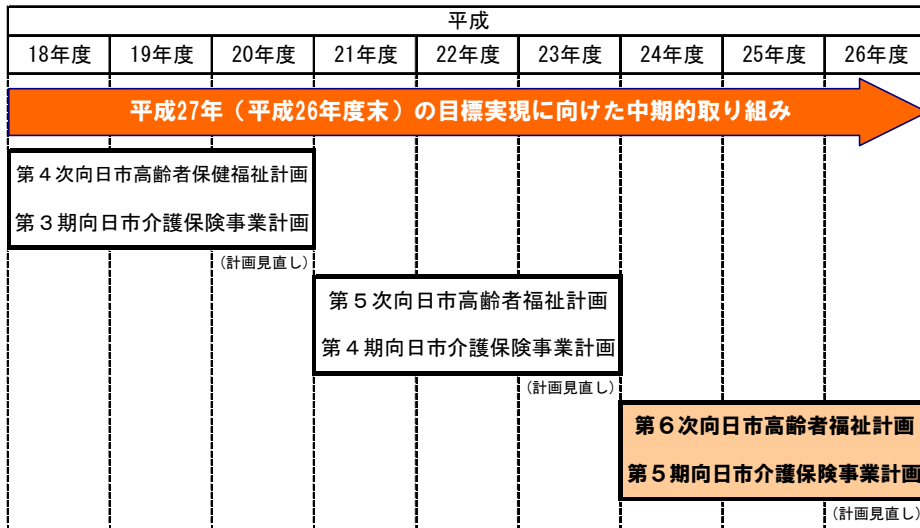 平成
18年度 19年度 20年度 21年度 22年度 23年度 24年度 25年度 26年度
平成27年（平成26年度末）の目標実現に向けた中期的取り組み
第４次向日市高齢者保健福祉計画
第３期向日市介護保険事業計画
(計画見直し)
第５次向日市高齢者福祉計画
第４期向日市介護保険事業計画
(計画見直し)
第６次向日市高齢者福祉計画
第５期向日市介護保険事業計画
(計画見直し)